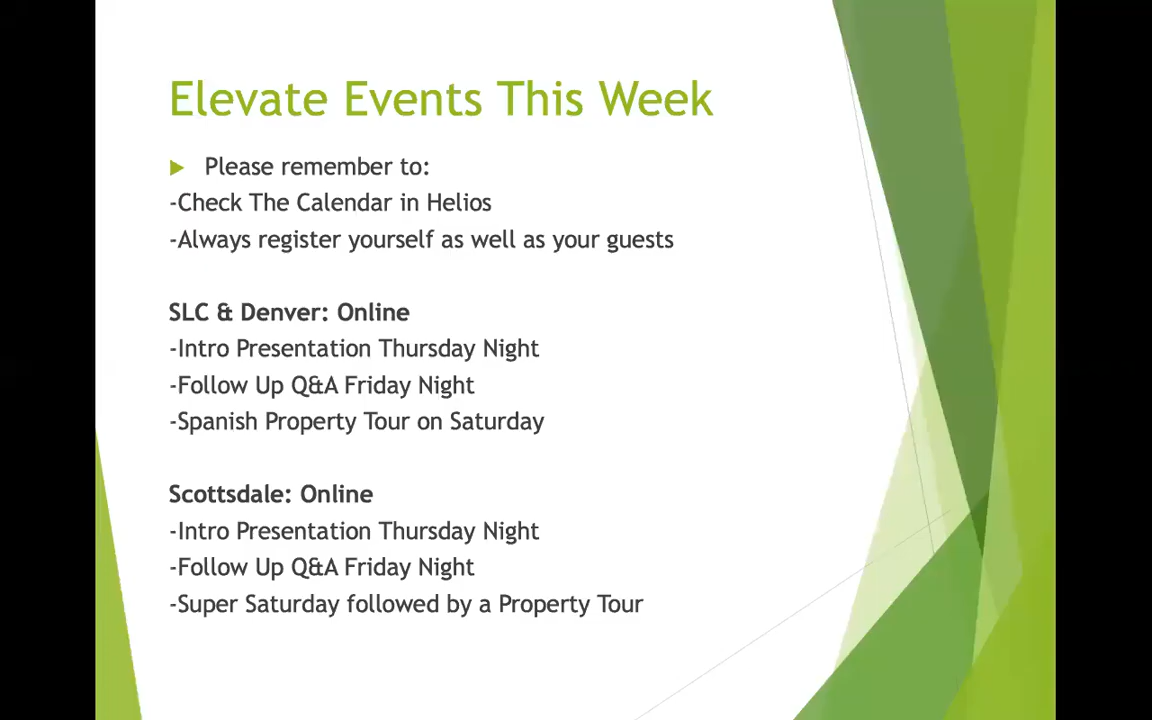 Elevate Events This Week
Please remember to:
-Check The Calendar in Helios
-Always register yourself as well as your guests
SLC & Denver: Online
-Intro Presentation Thursday Night
-Follow Up Q&A Friday Night
-Spanish Property Tour on Saturday
Scottsdale: Online
-Intro Presentation Thursday Night
-Follow Up Q&A Friday Night
-Super Saturday followed by a Property Tour